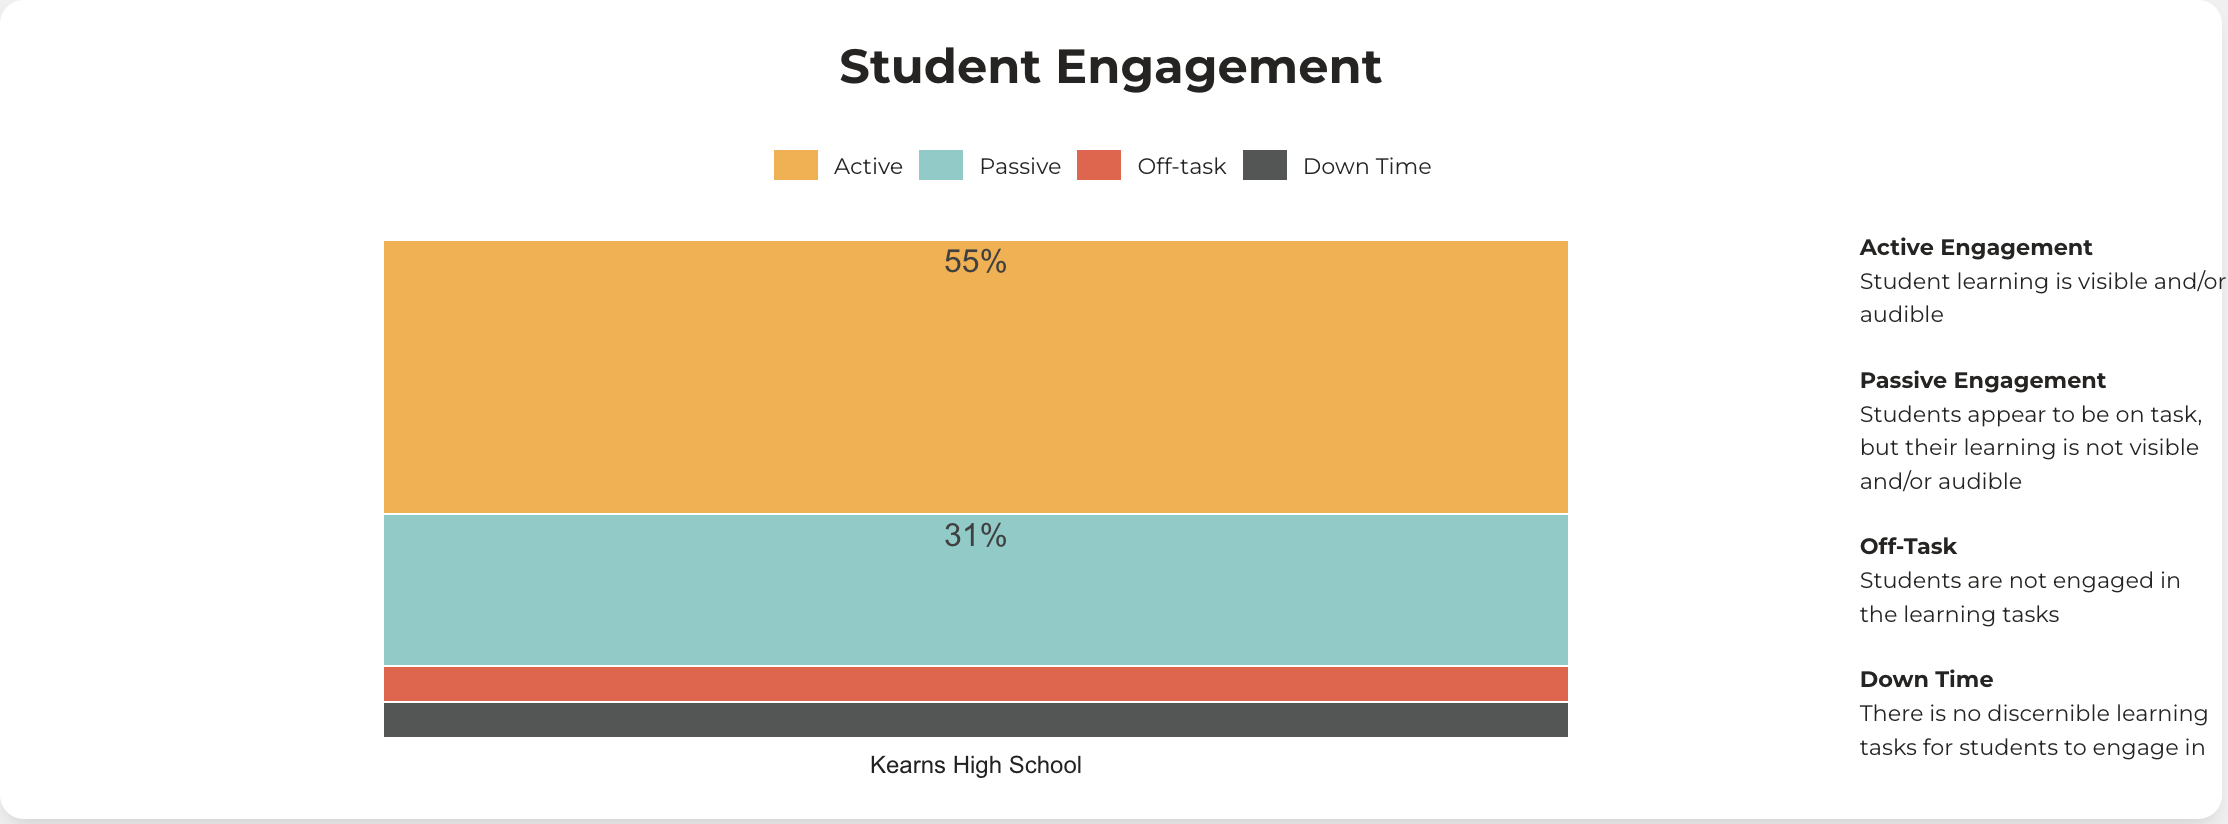 Student Engagement
Active Passive Off-task Down Time
55%
31%
Kearns High School
Active Engagement
Student learning is visible and/or
audible
Passive Engagement
Students appear to be on task,
but their learning is not visible
and/or audible
Off-Task
Students are not engaged in
the learning tasks
Down Time
There is no discernible learning
tasks for students to engage in